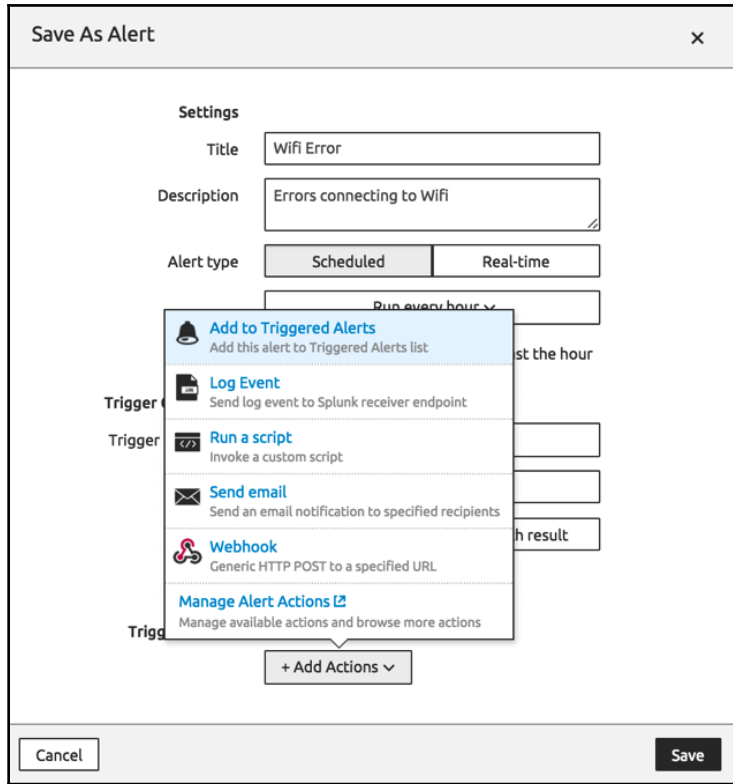 Save As Alert
Settings
Title
Wifi Error
Description
Errors connecting to Wifi
Alert type
Scheduled
Real-time
Run every hour
Add to Triggered Alerts
Add this alert to Triggered Alerts list
st the hour
Log Event
LOG
Send log event to Splunk receiver endpoint
Trigger
Trigger
Run a script
Invoke a custom script
Send email
Send an email notification to specified recipients
h result
Webhook
Generic HTTP POST to a specified URL
Manage Alert Actions
Manage available actions and browse more actions
Trigg
+ Add Actions
Cancel
Save